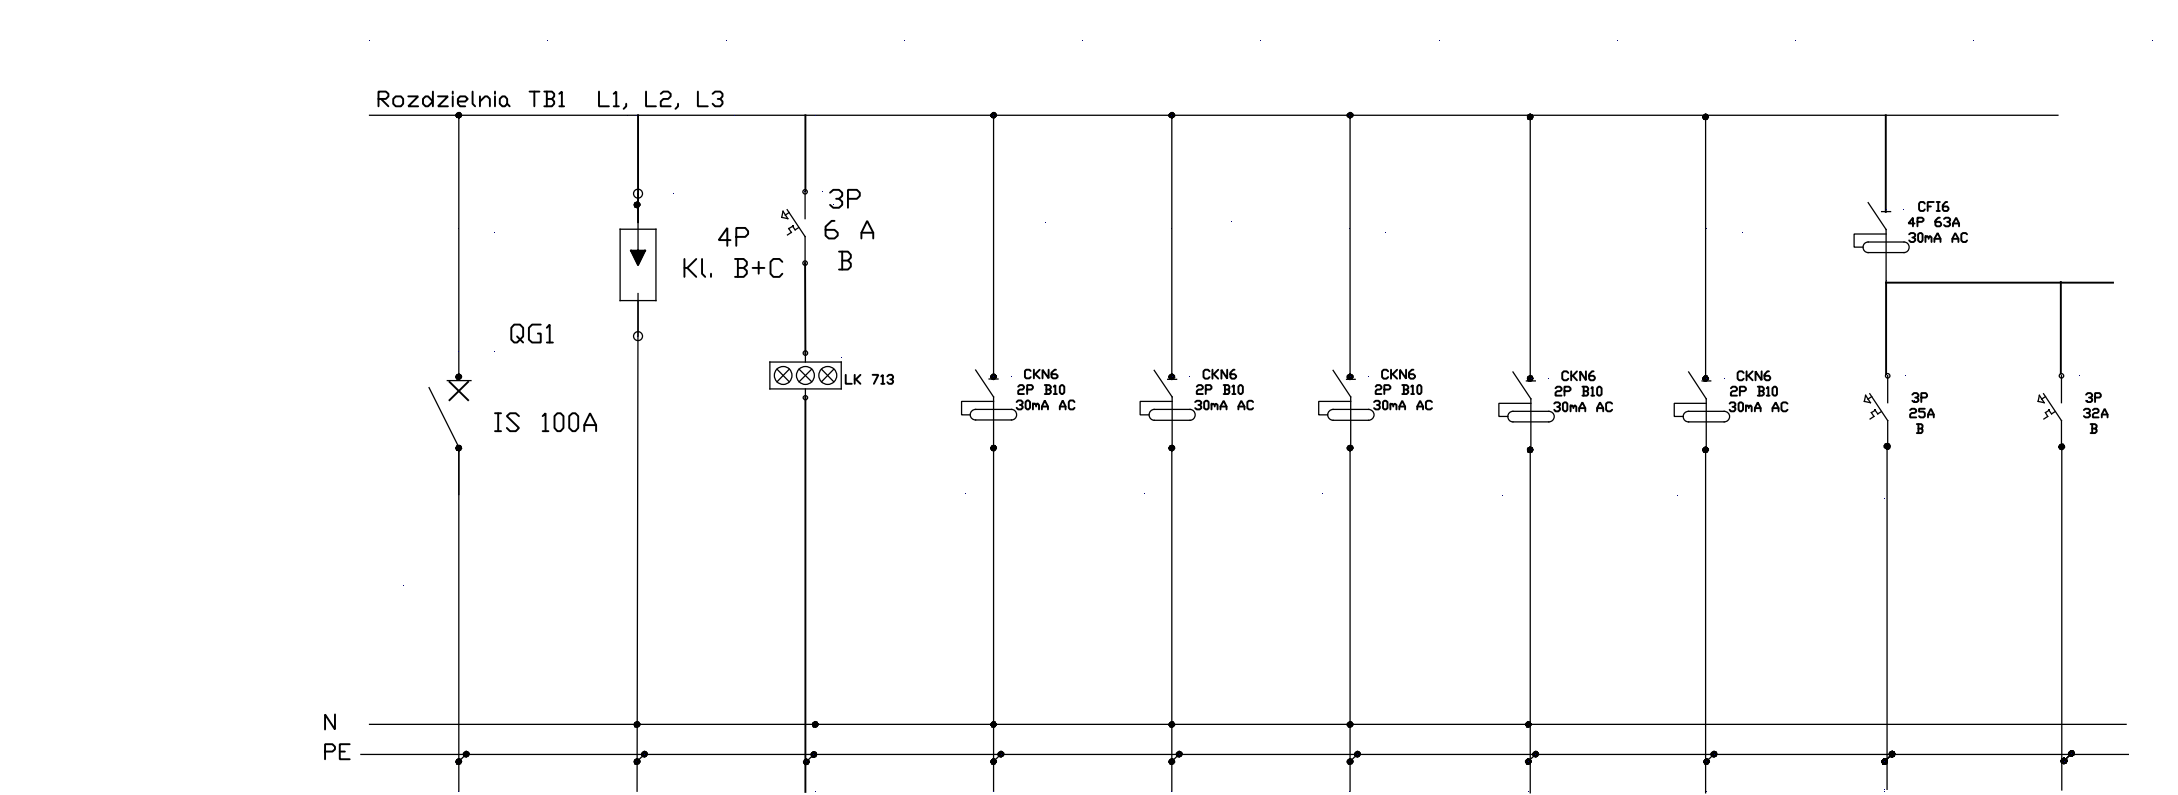 Rozdzielnia TB1 L1, L2, L3
QG1
IS 100A
4P
Kl. B+C
3P
6 A
B
LK 713
CKN6
2P B10
30mA AC
CKN6
2P B10
30mA AC
CKN6
2P B10
30mA AC
CKN6
2P B10
30mA AC
CKN6
2P B10
30mA AC
CFI6
4P 63A
30mA AC
3P
25A
B
3P
32A
B
N
PE